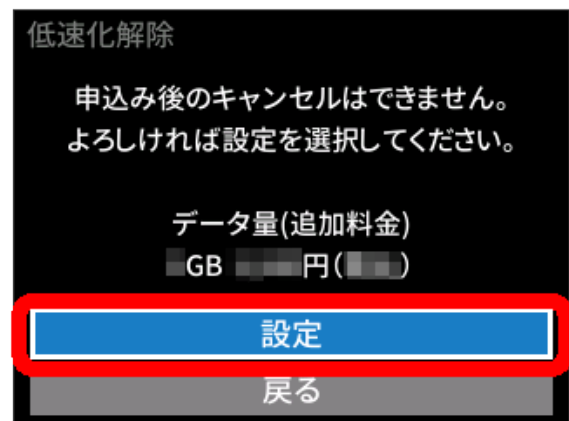 低速化解除
申込み後のキャンセルはできません。
よろしければ設定を選択してください。
データ量(追加料金)
GB 円( )
設定
戻る